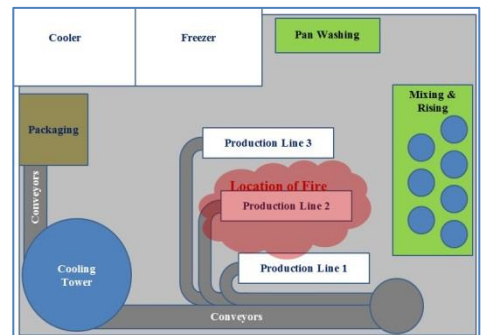 Cooler
Freezer
Pan Washing
Mixing &
Rising
Packaging
Production Line 3
Conveyors
Location of Fire
Production Line 2
Cooling
Tower
Production Line 1
Conveyors